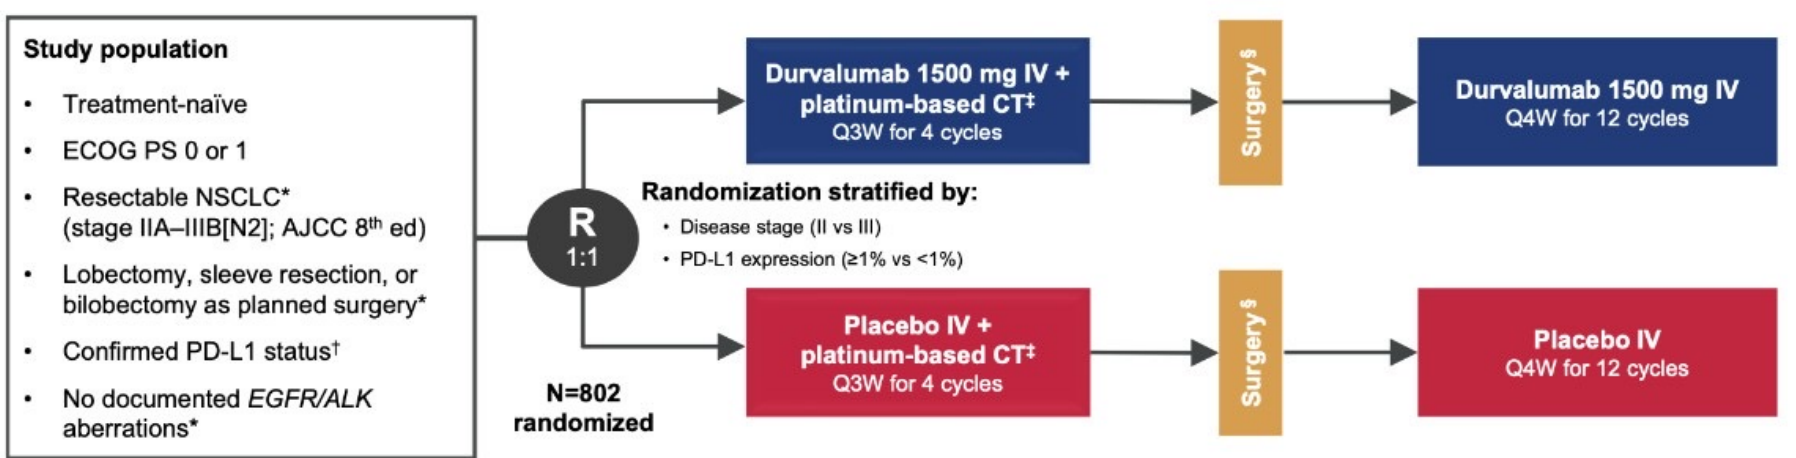 Study population
• Treatment-naïve
• ECOG PS 0 or 1
• Resectable NSCLC*
(stage IIA–IIIB[N2]; AJCC 8th ed)
• Lobectomy, sleeve resection, or
bilobectomy as planned surgery*
• Confirmed PD-L1 status†
• No documented EGFR/ALK
aberrations*
R
1:1
N=802
randomized
Randomization stratified by:
• Disease stage (II vs III)
• PD-L1 expression (≥1% vs <1%)
Durvalumab 1500 mg IV +
platinum-based CT‡
Q3W for 4 cycles
Surgery§
Durvalumab 1500 mg IV
Q4W for 12 cycles
Placebo IV +
platinum-based CT‡
Q3W for 4 cycles
Surgery§
Placebo IV
Q4W for 12 cycles